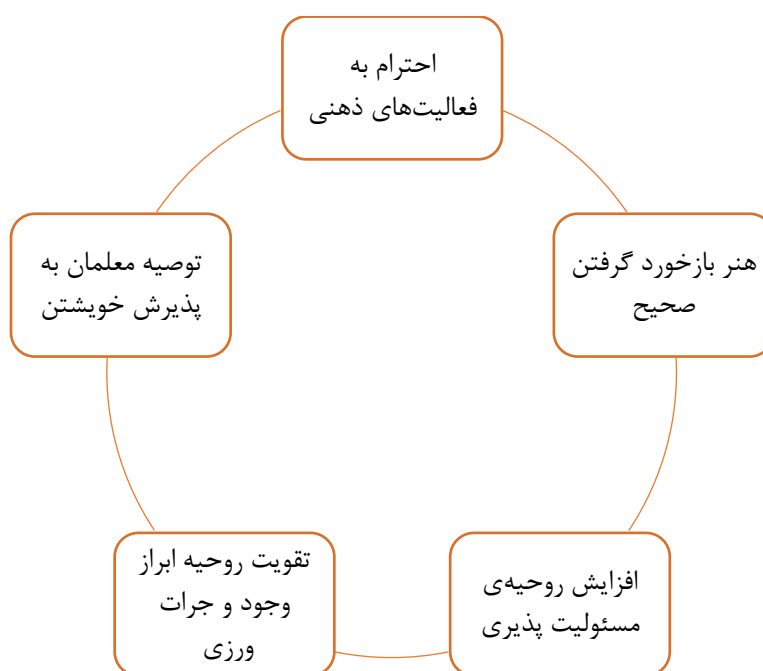 احترام به
فعالیت‌های ذهنی
هنر بازخورد گرفتن
صحیح
افزایش روحیه‌ی
مسئولیت پذیری
تقویت روحیه ابراز
وجود و جرات
ورزی
توصیه معلمان به
پذیرش خویشتن